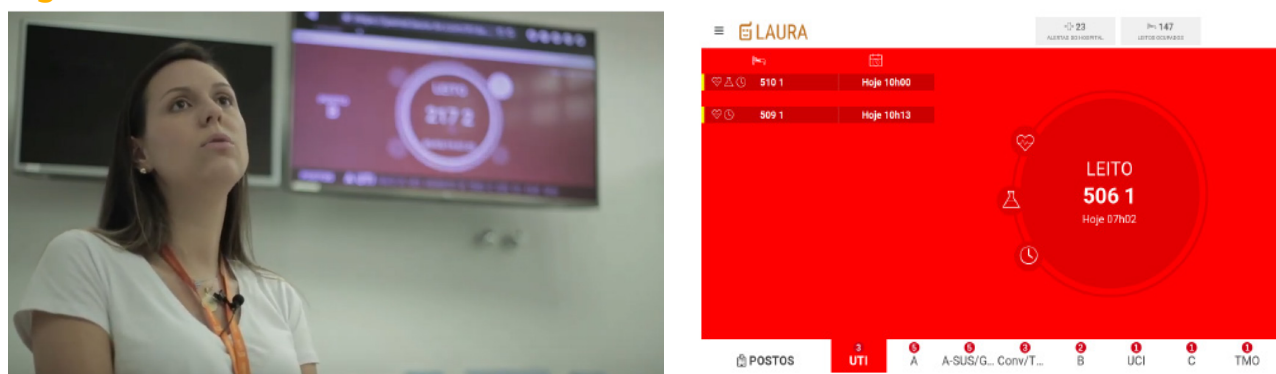 LEITO
217 2
LAURA
23
ALERTAS DO HOSPITAL
147
LEITOS OCUPADOS
510 1 Hoje 10h00
509 1 Hoje 10h13
LEITO
506 1
Hoje 07h02
POSTOS
3 UTI
5 A
5 A-SUS/G...
3 Conv/T...
2 B
1 UCI
1 C
1 TMO